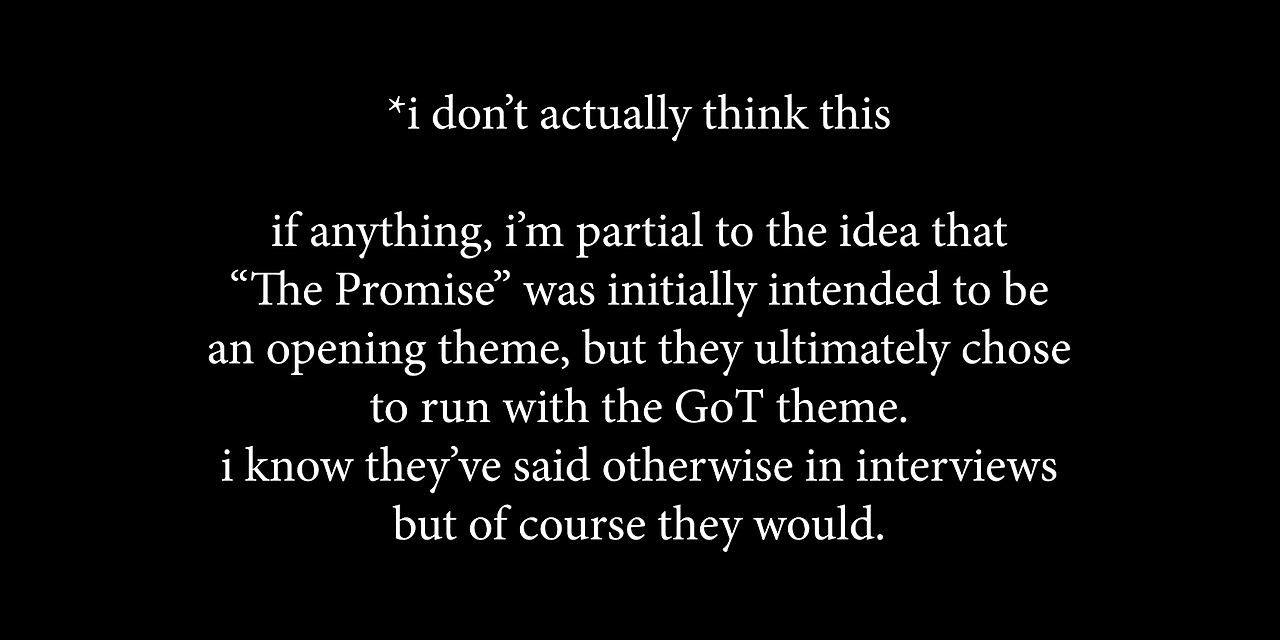 *i don’t actually think this
if anything, i’m partial to the idea that
“The Promise” was initially intended to be
an opening theme, but they ultimately chose
to run with the GoT theme.
i know they’ve said otherwise in interviews
but of course they would.